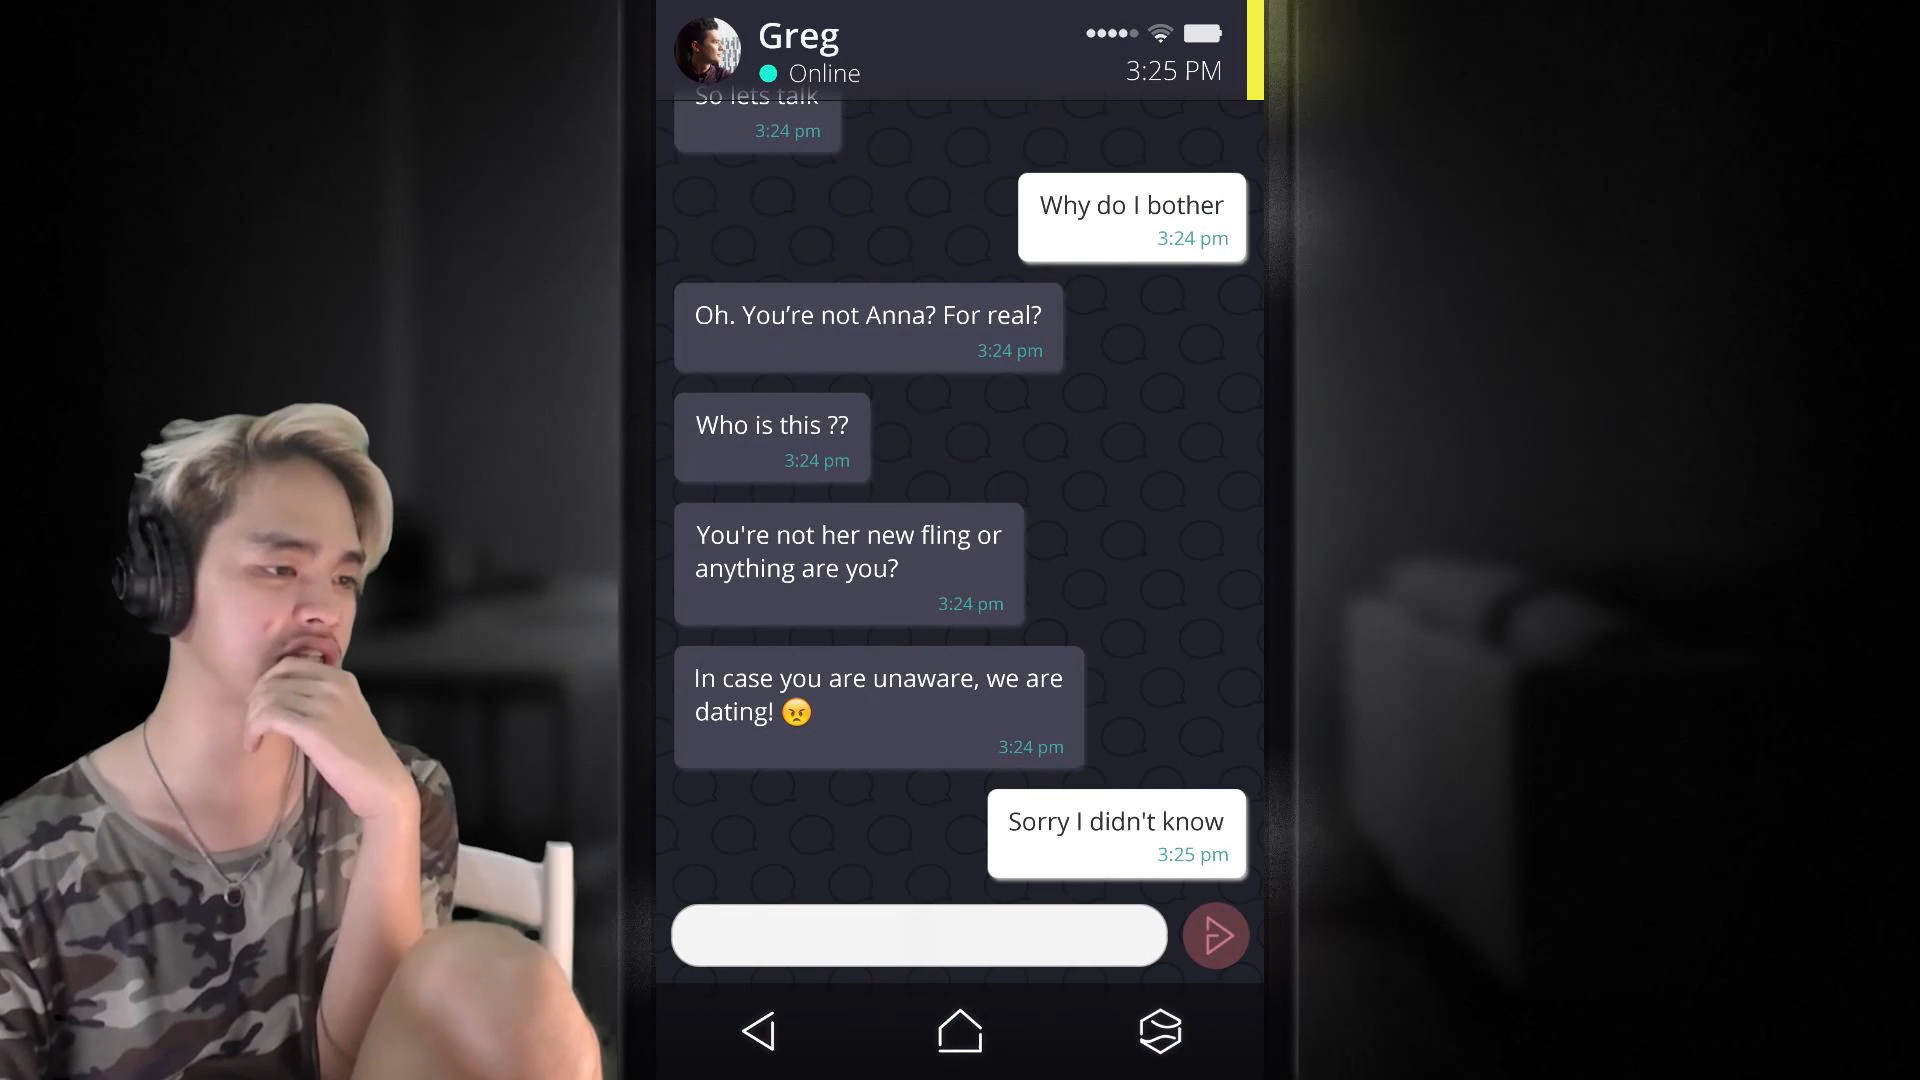 Greg
Online
3:25 PM
So lets talk
3:24 pm
Why do I bother
3:24 pm
Oh. You’re not Anna? For real?
3:24 pm
Who is this ??
3:24 pm
You're not her new fling or
anything are you?
3:24 pm
In case you are unaware, we are
dating! 😠
3:24 pm
Sorry I didn't know
3:25 pm